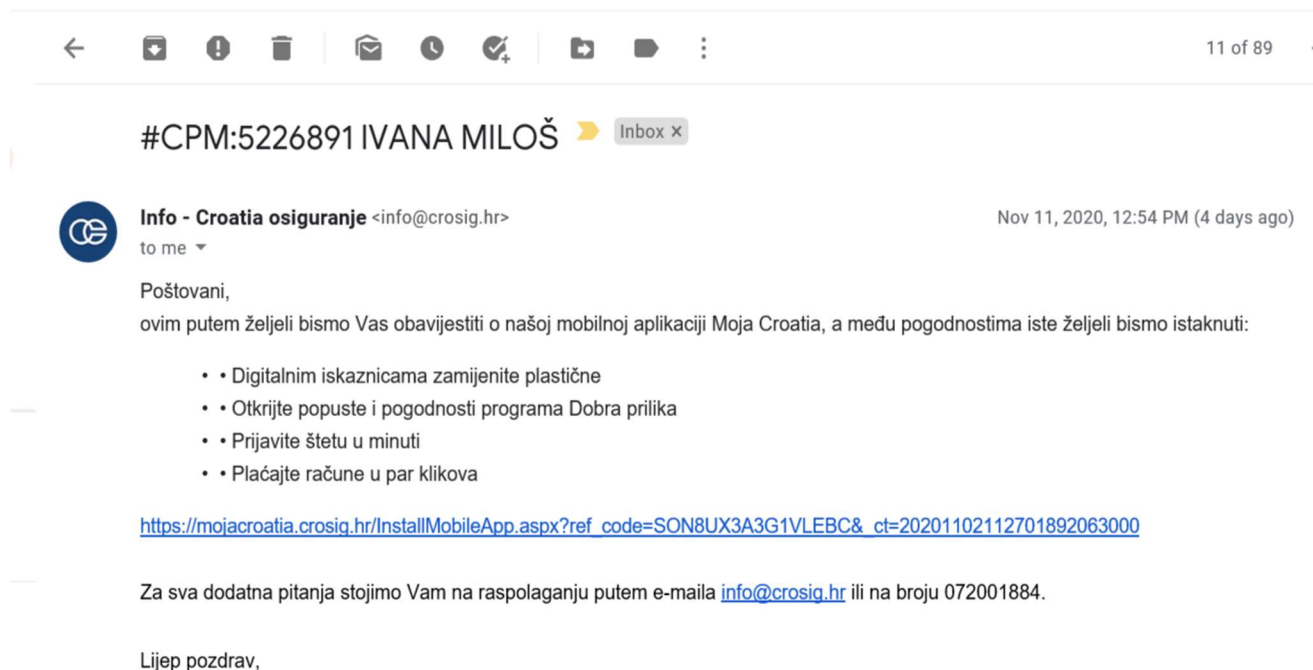 11 of 89
#CPM:5226891 IVANA MILOŠ Inbox ×
Info - Croatia osiguranje <info@crosig.hr> Nov 11, 2020, 12:54 PM (4 days ago)
to me
Poštovani,
ovim putem željeli bismo Vas obavijestiti o našoj mobilnoj aplikaciji Moja Croatia, a među pogodnostima iste željeli bismo istaknuti:
• • Digitalnim iskaznicama zamijenite plastične
• • Otkrijte popuste i pogodnosti programa Dobra prilika
• • Prijavite štetu u minuti
• • Plaćajte račune u par klikova
https://mojacroatia.crosig.hr/InstallMobileApp.aspx?ref_code=SON8UX3A3G1VLEBC&_ct=20201102112701892063000
Za sva dodatna pitanja stojimo Vam na raspolaganju putem e-maila info@crosig.hr ili na broju 072001884.
Lijep pozdrav,